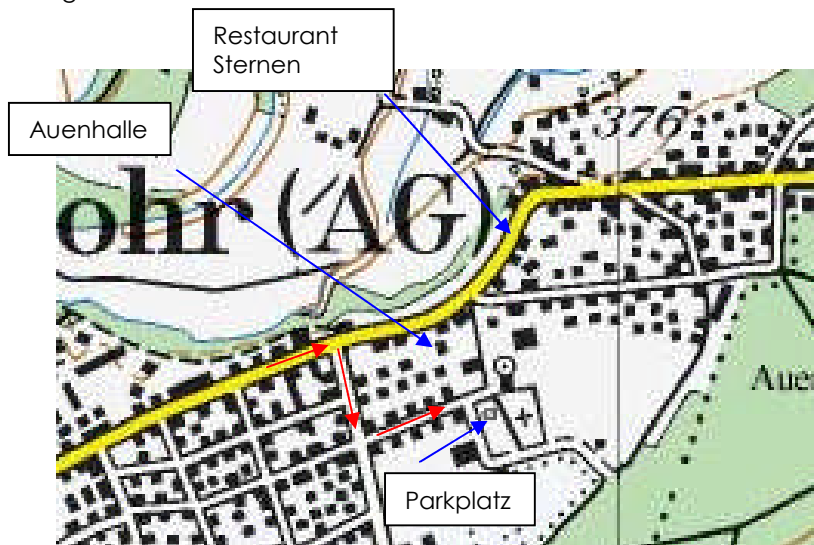 Restaurant
Sternen
Auenhalle
376
ohr (AG)
Auen
Parkplatz